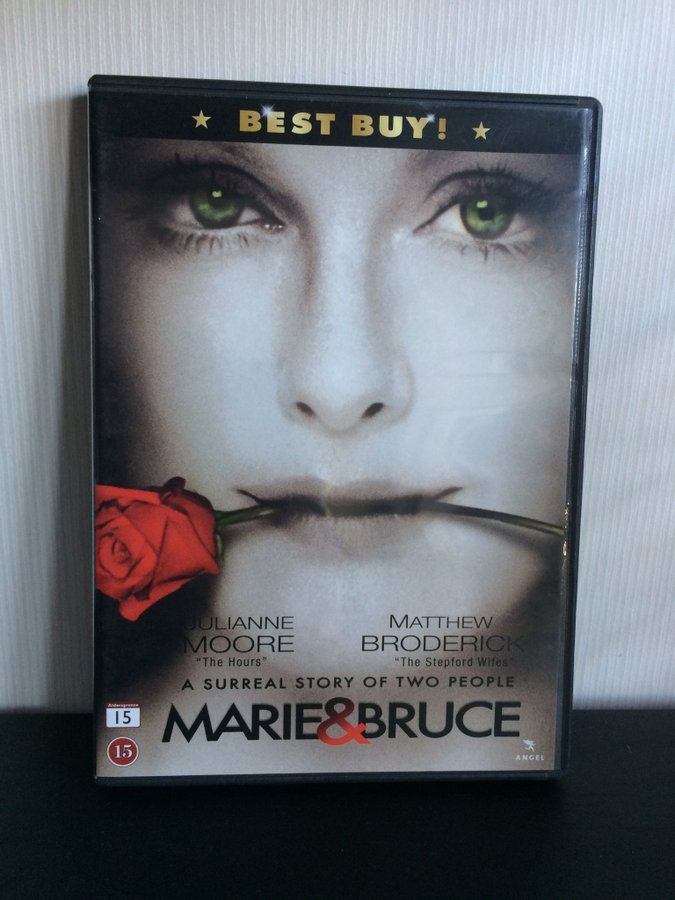 ★ BEST BUY! ★
JULIANNE MOORE
"The Hours"
MATTHEW BRODERICK
"The Stepford Wifes"
A SURREAL STORY OF TWO PEOPLE
MARIE&BRUCE
Aldersgrense
15
15
ANGEL